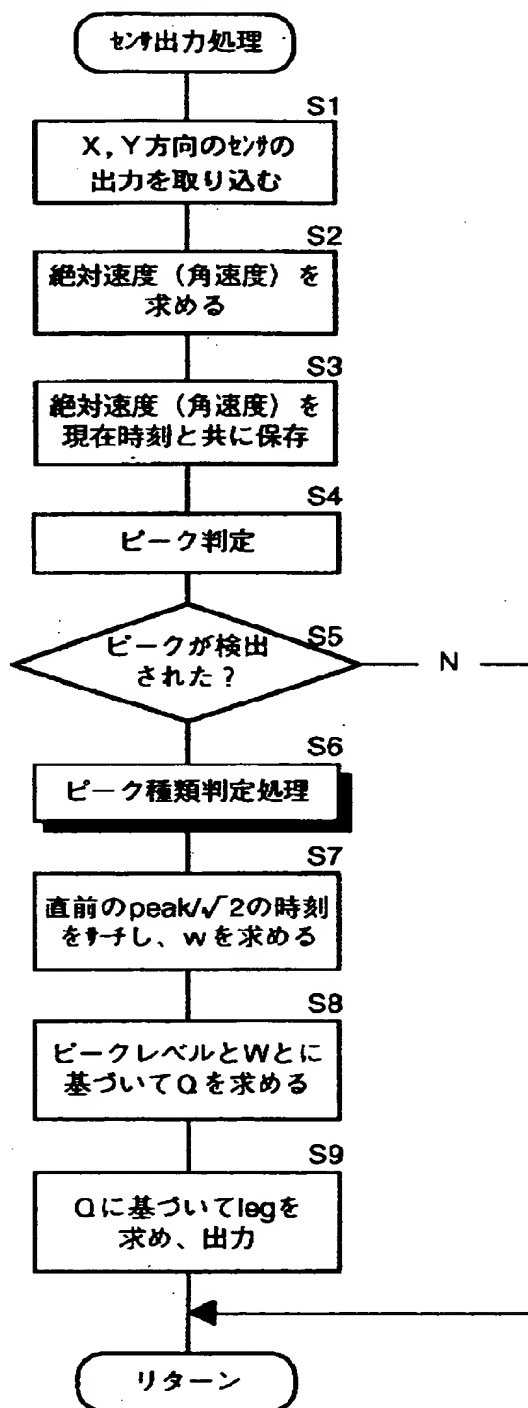 センサ出力処理
S1
X,Y方向のセンサの
出力を取り込む
S2
絶対速度（角速度）を
求める
S3
絶対速度（角速度）を
現在時刻と共に保存
S4
ピーク判定
S5
ピークが検出
された？
N
S6
ピーク種類判定処理
S7
直前のpeak/√2の時刻
をサーチし、wを求める
S8
ピークレベルとWとに
基づいてQを求める
S9
Qに基づいてlegを
求め、出力
リターン